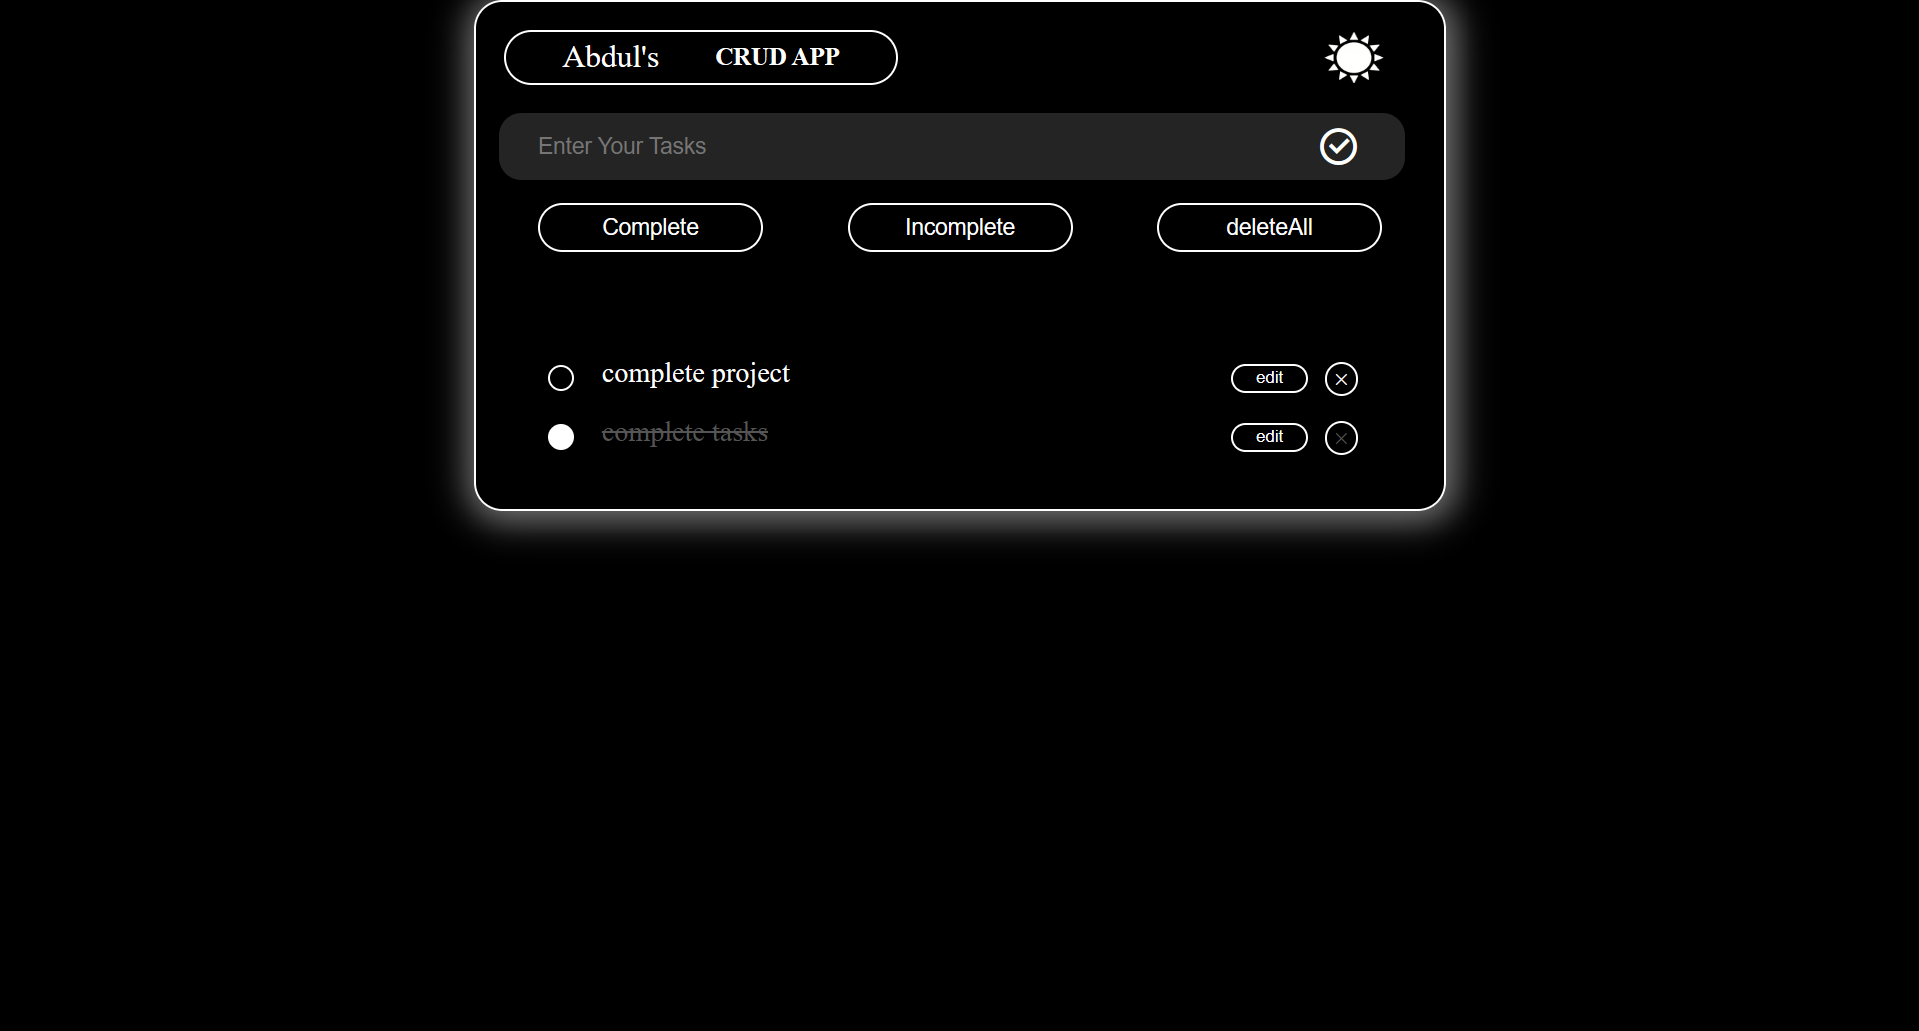 Abdul's CRUD APP
Enter Your Tasks
Complete Incomplete deleteAll
complete project edit
complete tasks edit